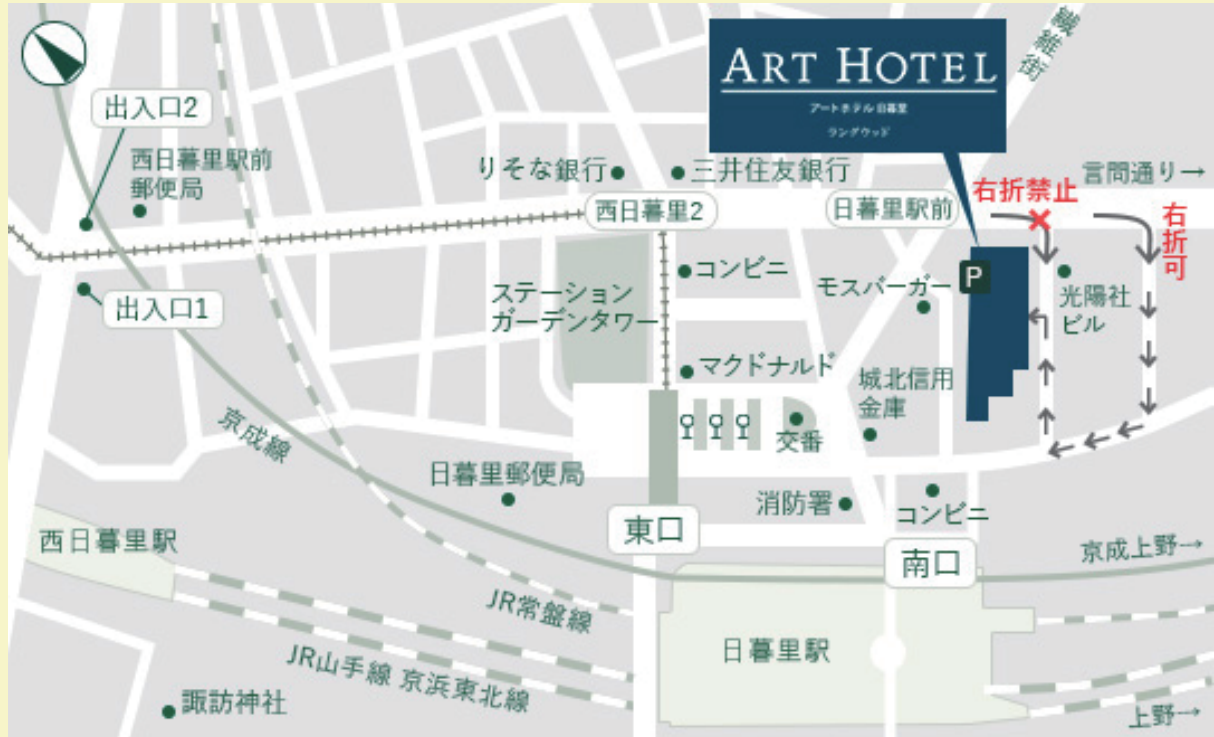 ART HOTEL
アートホテル 日暮里
ラングウッド
繊維街
出入口2
西日暮里駅前
郵便局
りそな銀行
三井住友銀行
言問通り→
右折禁止
右折可
西日暮里2
日暮里駅前
出入口1
ステーション
ガーデンタワー
コンビニ
モスバーガー
P
光陽社
ビル
マクドナルド
城北信用
金庫
交番
京成線
日暮里郵便局
消防署
コンビニ
東口
南口
西日暮里駅
京成上野→
JR常盤線
日暮里駅
JR山手線 京浜東北線
諏訪神社
上野→